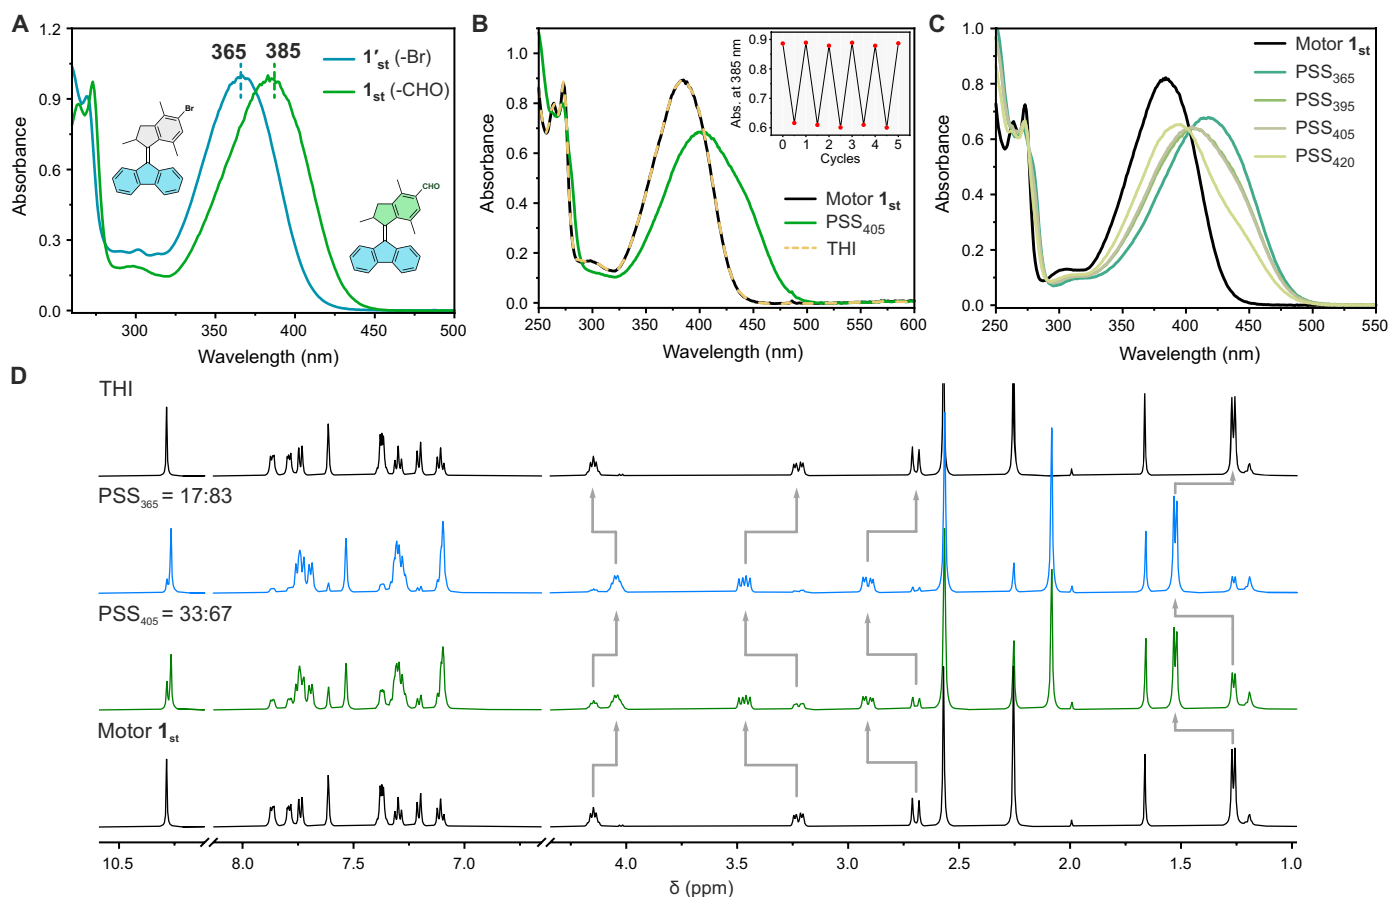 A
1.2
0.9
0.6
0.3
0.0
Absorbance
300 350 400 450 500
Wavelength (nm)
365 385
1′st (-Br)
1st (-CHO)
Br
CHO
B
1.0
0.8
0.6
0.4
0.2
0.0
Absorbance
250 300 350 400 450 500 550 600
Wavelength (nm)
Motor 1st
PSS405
THI
0.9
0.8
0.7
0.6
Abs. at 385 nm
0 1 2 3 4 5
Cycles
C
1.0
0.8
0.6
0.4
0.2
0.0
Absorbance
250 300 350 400 450 500 550
Wavelength (nm)
Motor 1st
PSS365
PSS395
PSS405
PSS420
D
THI
PSS365 = 17:83
PSS405 = 33:67
Motor 1st
10.5 8.0 7.5 7.0 4.0 3.5 3.0 2.5 2.0 1.5 1.0
δ (ppm)